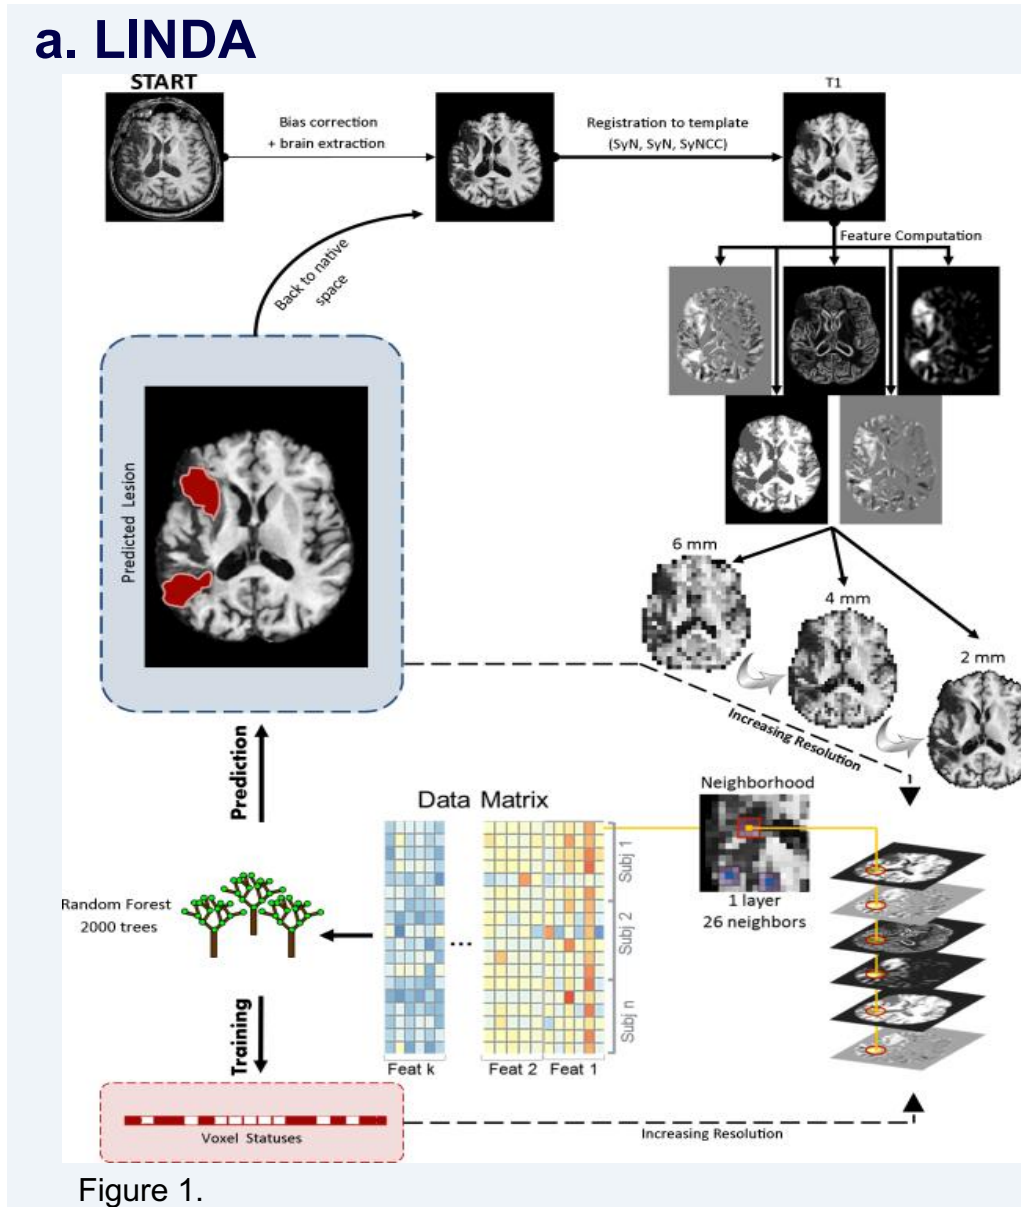 a. LINDA
START
Bias correction
+ brain extraction
Registration to template
(SyN, SyN, SyNCC)
T1
Feature Computation
Back to native
space
Predicted Lesion
6 mm
4 mm
2 mm
Increasing Resolution
Prediction
Data Matrix
Neighborhood
1 layer
26 neighbors
Subj 1
Subj 2
Subj n
...
Random Forest
2000 trees
Feat k
Feat 2
Feat 1
Training
Voxel Statuses
Increasing Resolution
Figure 1.